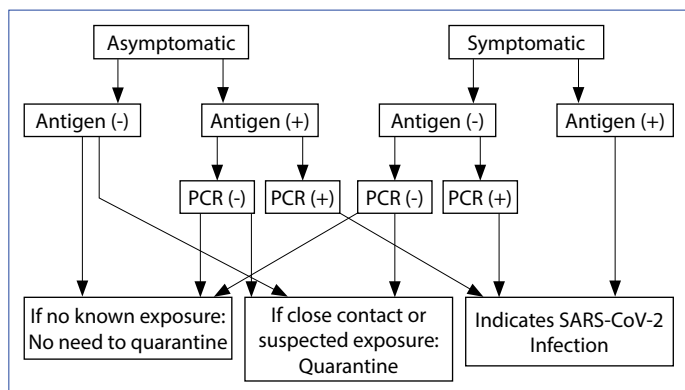 Asymptomatic
Symptomatic
Antigen (-)
Antigen (+)
Antigen (-)
Antigen (+)
PCR (-)
PCR (+)
PCR (-)
PCR (+)
If no known exposure:
No need to quarantine
If close contact or
suspected exposure:
Quarantine
Indicates SARS-CoV-2
Infection